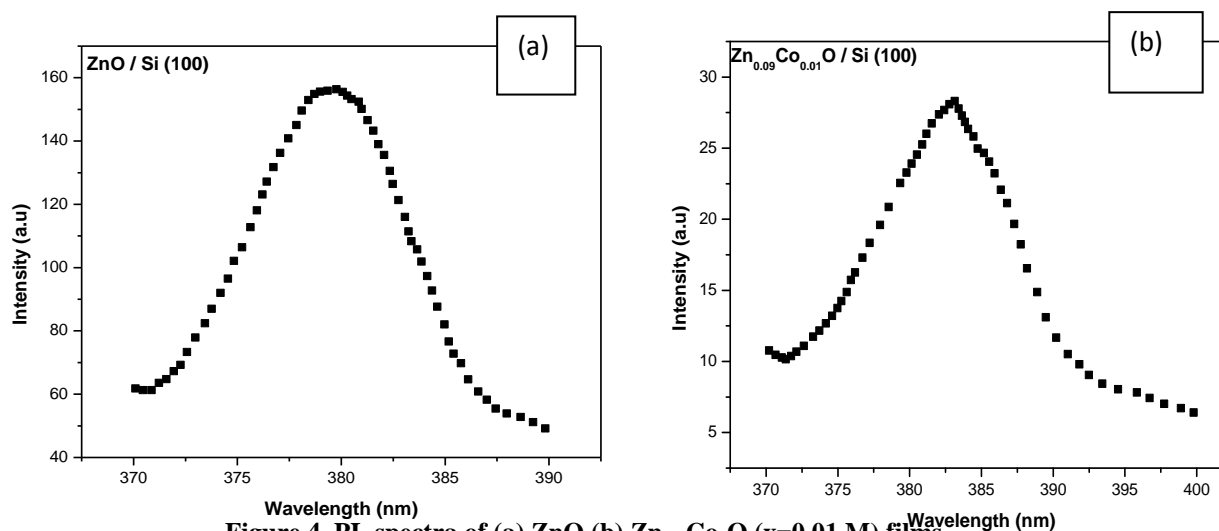 (a)
ZnO / Si (100)
160
140
120
100
80
60
40
Intensity (a.u)
370
375
380
385
390
Wavelength (nm)
(b)
Zn0.09Co0.01O / Si (100)
30
25
20
15
10
5
Intensity (a.u)
370
375
380
385
390
395
400
Wavelength (nm)
Figure 4. PL spectra of (a) ZnO (b) Zn Co O (x=0.01 M) films